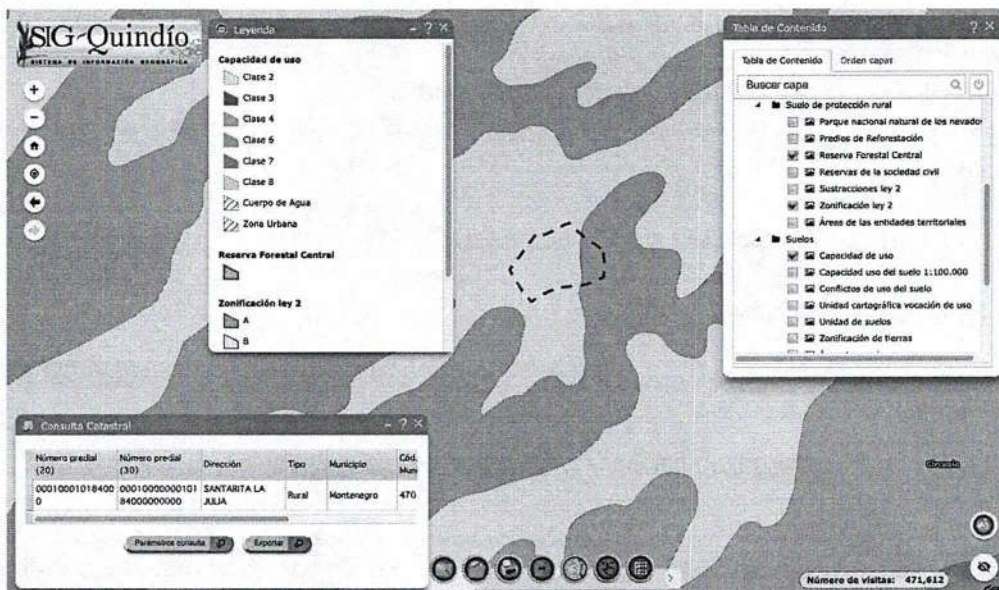 SIG-Quindío
SISTEMA DE INFORMACIÓN GEOGRÁFICA
Leyenda
Capacidad de uso
Clase 2
Clase 3
Clase 4
Clase 6
Clase 7
Clase 8
Cuerpo de Agua
Zona Urbana
Reserva Forestal Central
Zonificación ley 2
A
B
Tabla de Contenido
Tabla de Contenido Orden capas
Buscar capa
Suelo de protección rural
Parque nacional natural de los nevados
Predios de Reforestación
Reserva Forestal Central
Reservas de la sociedad civil
Sustracciones ley 2
Zonificación ley 2
Áreas de las entidades territoriales
Suelos
Capacidad de uso
Capacidad uso del suelo 1:100.000
Conflictos de uso del suelo
Unidad cartográfica vocación de uso
Unidad de suelos
Zonificación de tierras
Consulta Catastral
Número predial (20) Número predial (30) Dirección Tipo Municipio Cód. Muni
00010001018400 000100000000101 SANTARITA LA Rural Montenegro 470
0 84000000000 JULIA
Parámetros consulta Exportar
Circasia
Número de visitas: 471,612